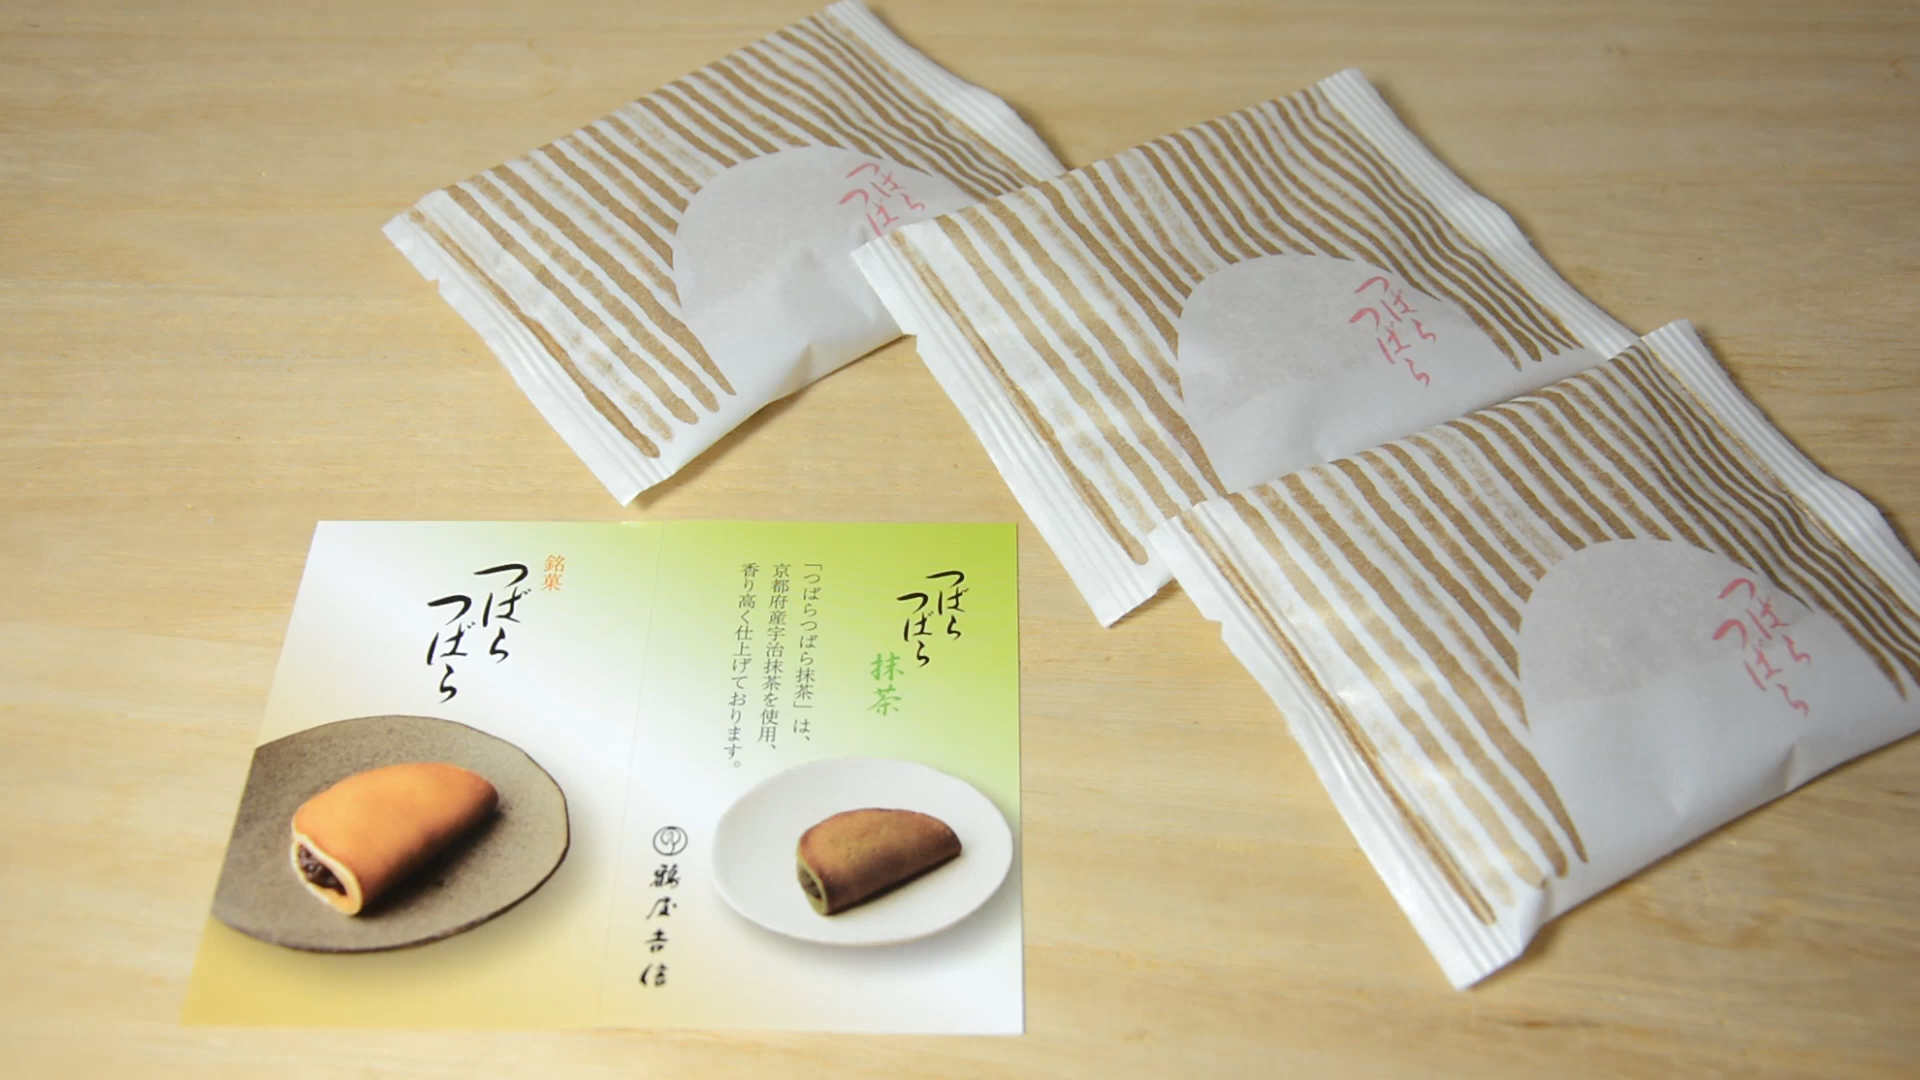 つばら
つばら
つばら
つばら
つばら
つばら
銘菓
つばら
つばら
つばら
つばら
抹茶
「つばらつばら抹茶」は、
京都府産宇治抹茶を使用、
香り高く仕上げております。
鶴屋吉信